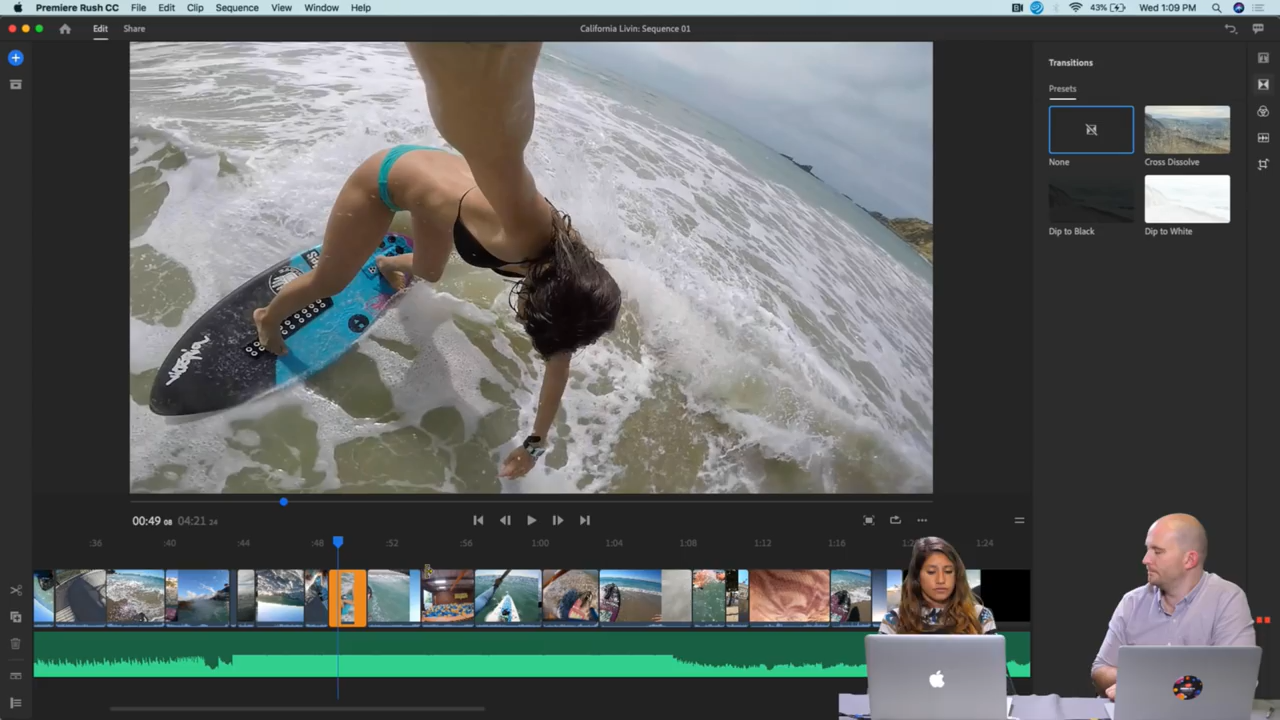 Premiere Rush CC File Edit Clip Sequence View Window Help 43% Wed 1:09 PM
Edit Share California Livin: Sequence 01
Transitions
Presets
None Cross Dissolve
Dip to Black Dip to White
00:49 08 04:21 24
:36 :40 :44 :48 :52 :56 1:00 1:04 1:08 1:12 1:16 1:24